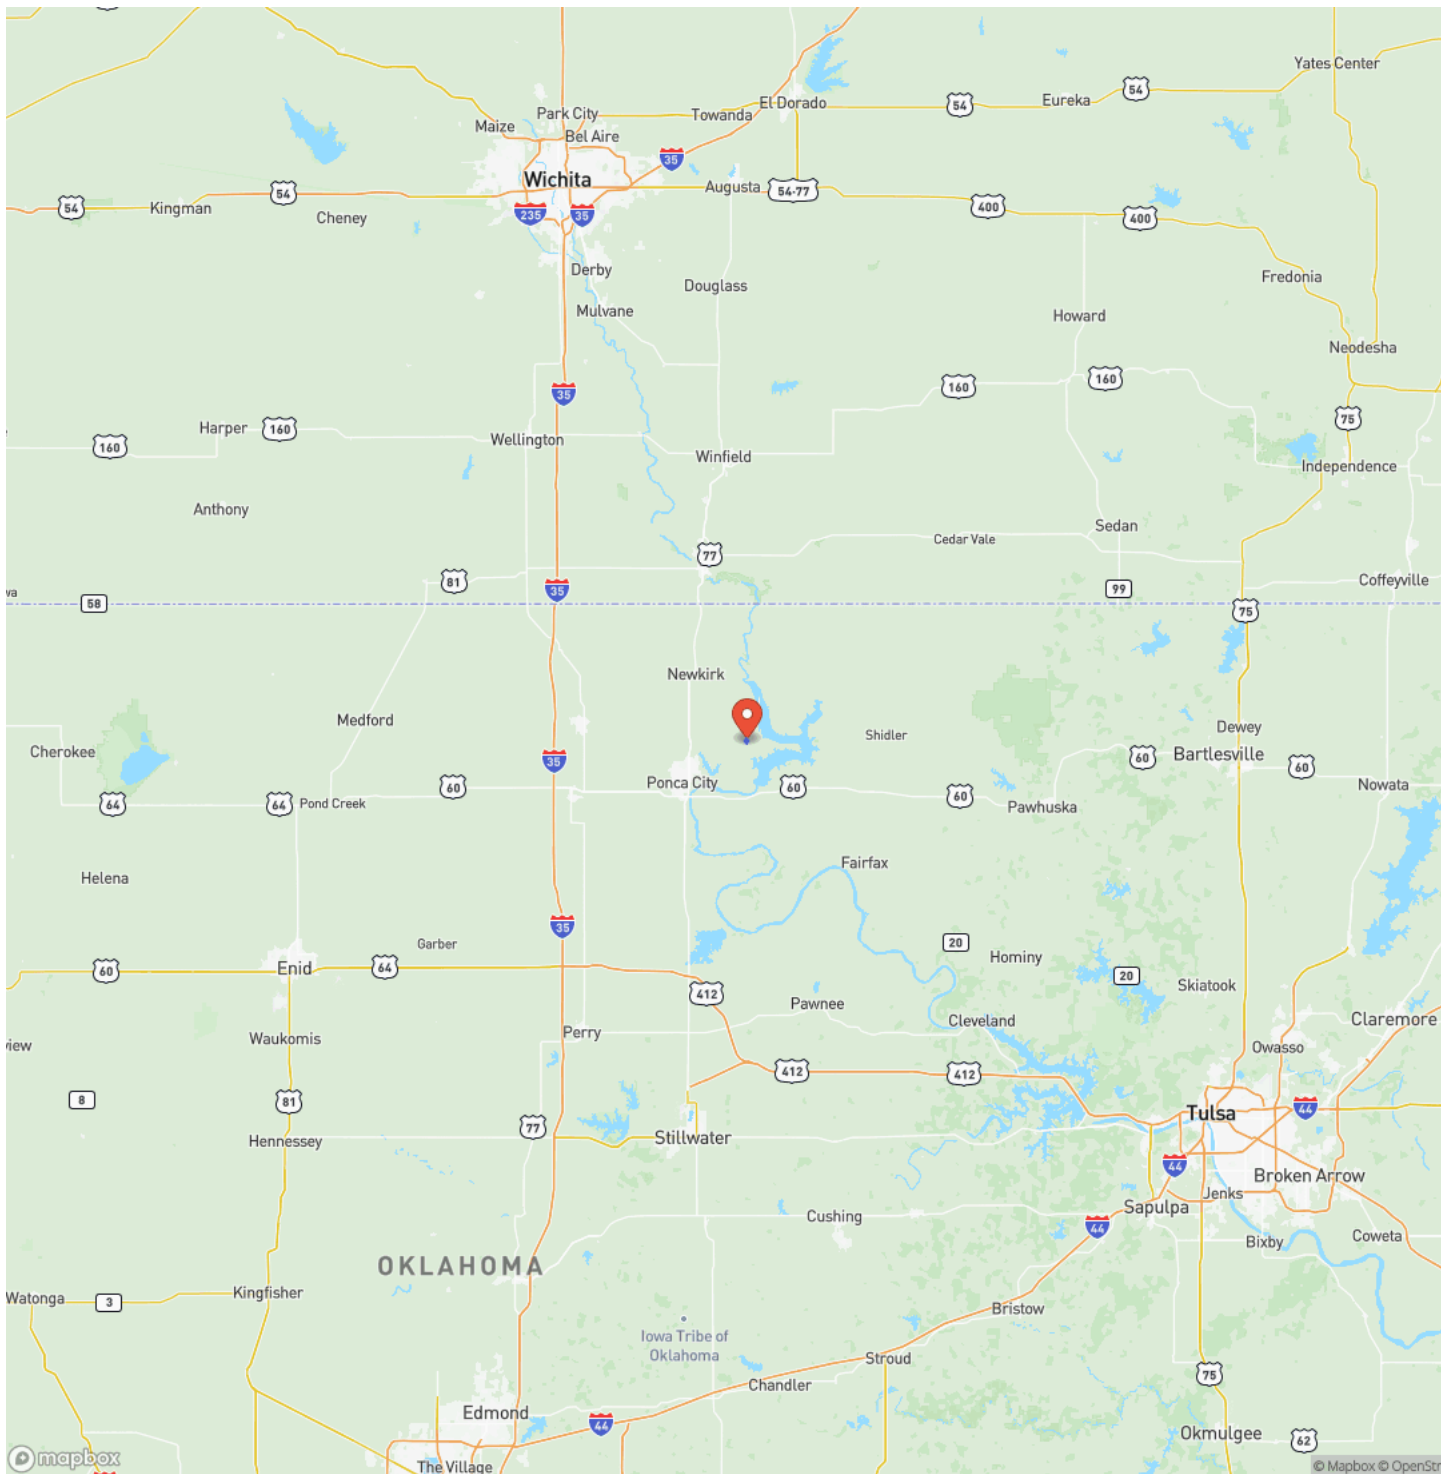 Yates Center
54
El Dorado
54
Eureka
Park City
Towanda
Maize
Bel Aire
35
Wichita
Augusta
54-77
54
54
Kingman
Cheney
235
35
400
400
Derby
Douglass
Fredonia
Mulvane
Howard
Neodesha
35
160
160
75
Harper
160
160
Wellington
Winfield
Independence
Anthony
Sedan
Cedar Vale
77
81
35
99
Coffeyville
wa
58
75
Newkirk
Medford
Shidler
Dewey
Cherokee
35
Bartlesville
60
60
Ponca City
60
60
60
Nowata
64
64
Pond Creek
Pawhuska
Fairfax
Helena
35
Garber
20
Hominy
60
Enid
64
20
Skiatook
412
Pawnee
Cleveland
Claremore
Perry
Waukomis
view
Owasso
412
412
8
81
44
Tulsa
77
Stillwater
Hennessey
44
Broken Arrow
Jenks
Sapulpa
Cushing
44
Coweta
Bixby
OKLAHOMA
Kingfisher
Watonga
3
Bristow
Iowa Tribe of
Oklahoma
Stroud
75
Chandler
Edmond
44
Okmulgee
62
mapbox
The Village
© Mapbox © OpenStr